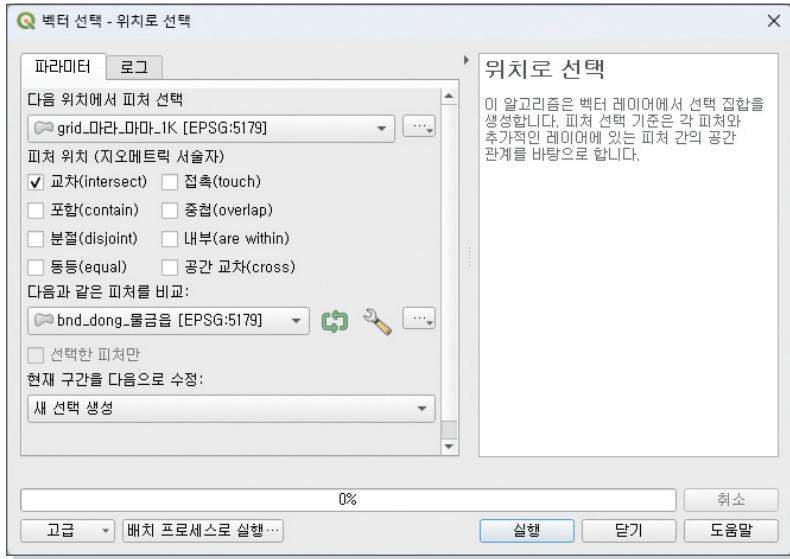 벡터 선택 - 위치로 선택
파라미터 로그
다음 위치에서 피처 선택
grid_마라_마마_1K [EPSG:5179]
피처 위치 (지오메트릭 서술자)
교차(intersect) 접촉(touch)
포함(contain) 중첩(overlap)
분절(disjoint) 내부(are within)
동등(equal) 공간 교차(cross)
다음과 같은 피처를 비교:
bnd_dong_물금읍 [EPSG:5179]
선택한 피처만
현재 구간을 다음으로 수정:
새 선택 생성
위치로 선택
이 알고리즘은 벡터 레이어에서 선택 집합을
생성합니다. 피처 선택 기준은 각 피처와
추가적인 레이어에 있는 피처 간의 공간
관계를 바탕으로 합니다.
0%
취소
고급 배치 프로세스로 실행… 실행 닫기 도움말